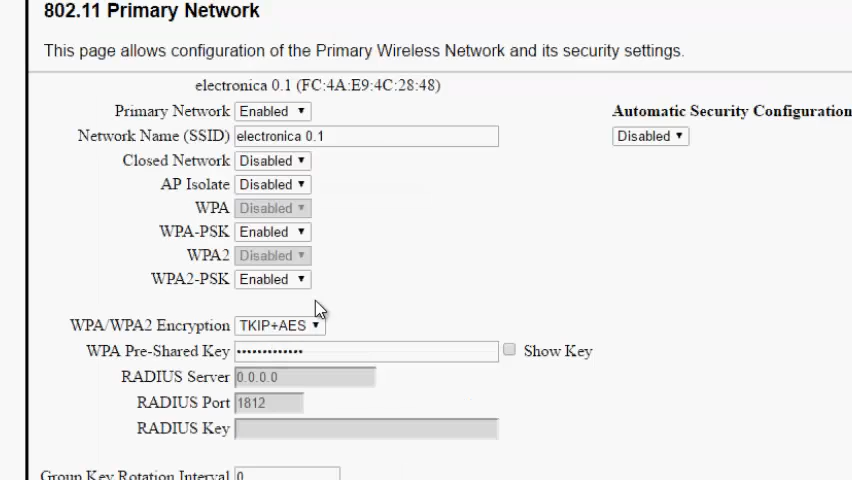 802.11 Primary Network
This page allows configuration of the Primary Wireless Network and its security settings.
electronica 0.1 (FC:4A:E9:4C:28:48)
Primary Network Enabled
Automatic Security Configuration
Network Name (SSID) electronica 0.1
Disabled
Closed Network Disabled
AP Isolate Disabled
WPA Disabled
WPA-PSK Enabled
WPA2 Disabled
WPA2-PSK Enabled
WPA/WPA2 Encryption TKIP+AES
WPA Pre-Shared Key ••••••••••••• Show Key
RADIUS Server 0.0.0.0
RADIUS Port 1812
RADIUS Key
Group Key Rotation Interval 0